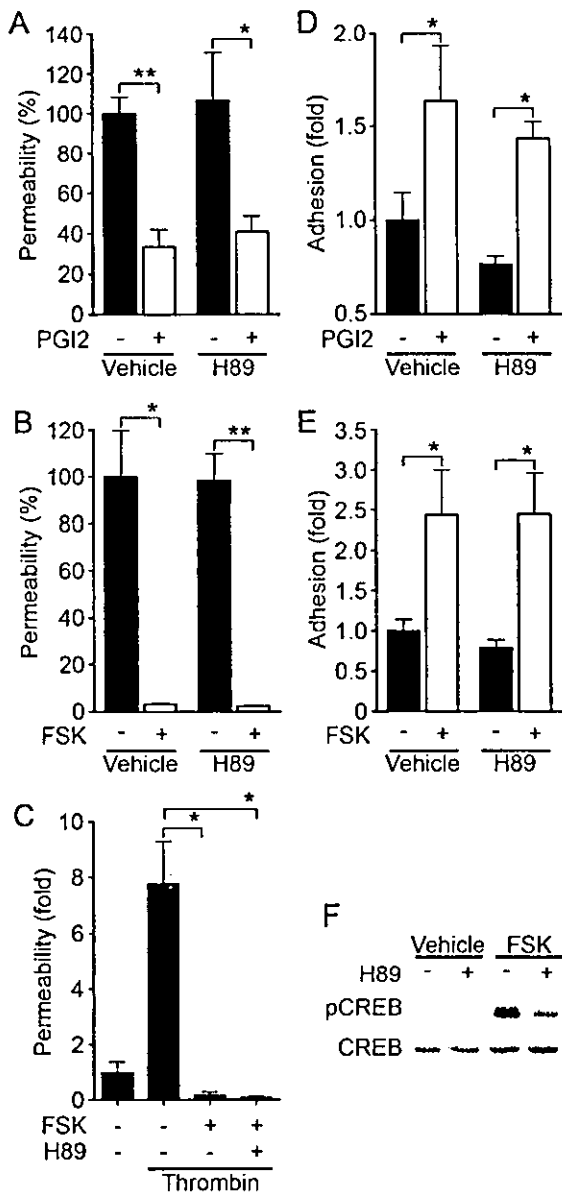 A
Permeability (%)
140
120
100
80
60
40
20
0
**
*
PGI2 - + - +
Vehicle H89
D
Adhesion (fold)
2.0
1.5
1.0
0.5
*
*
PGI2 - + - +
Vehicle H89
B
Permeability (%)
120
100
80
60
40
20
0
*
**
FSK - + - +
Vehicle H89
E
Adhesion (fold)
3.5
3.0
2.5
2.0
1.5
1.0
0.5
0
*
*
FSK - + - +
Vehicle H89
C
Permeability (fold)
10
8
6
4
2
0
*
*
FSK - - + +
H89 - - - +
Thrombin
F
Vehicle FSK
H89 - + - +
pCREB
CREB